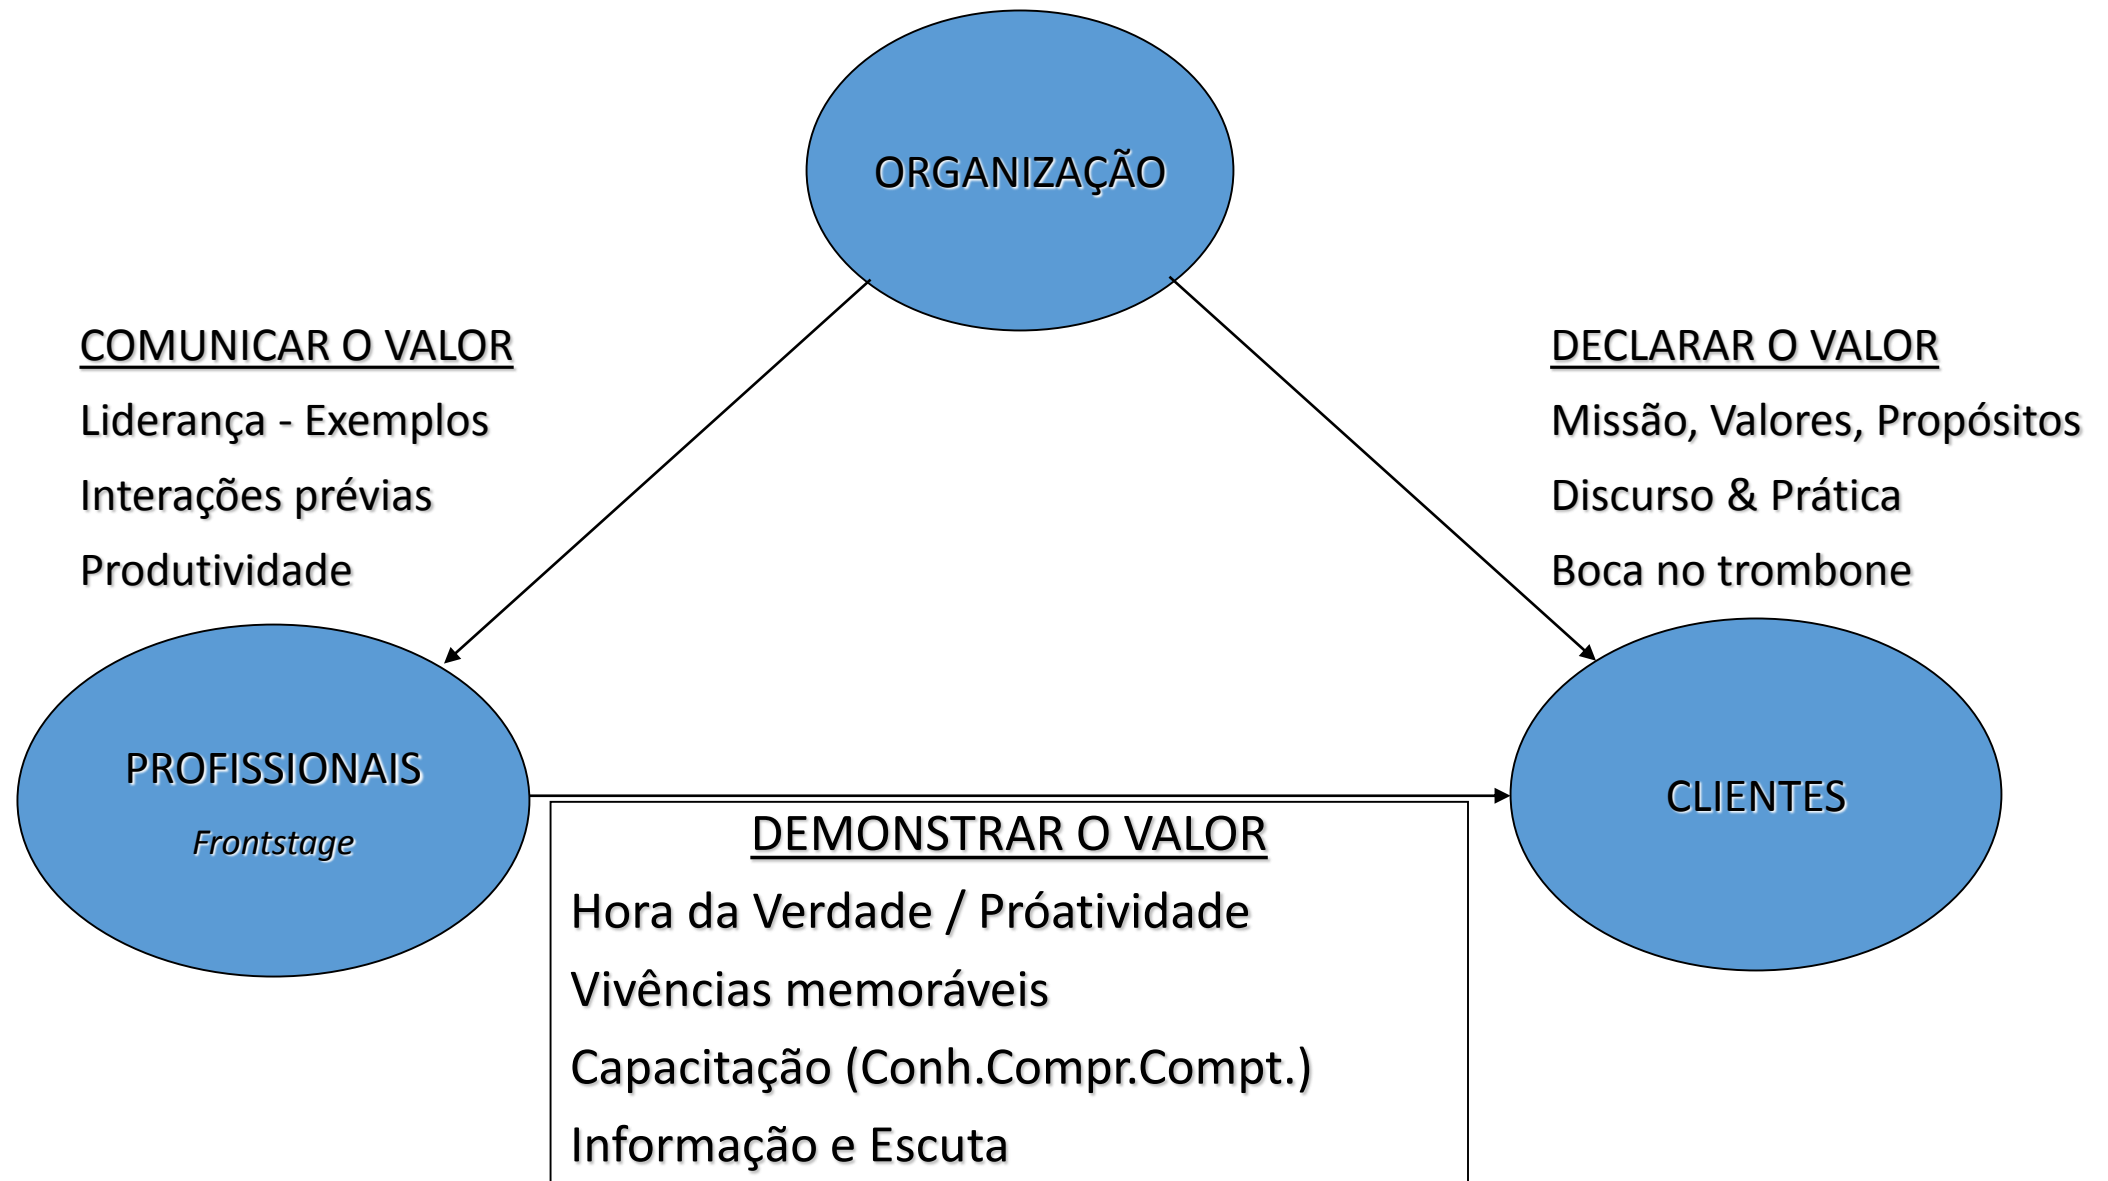 ORGANIZAÇÃO
COMUNICAR O VALOR
Liderança - Exemplos
Interações prévias
Produtividade
DECLARAR O VALOR
Missão, Valores, Propósitos
Discurso & Prática
Boca no trombone
PROFISSIONAIS
Frontstage
CLIENTES
DEMONSTRAR O VALOR
Hora da Verdade / Próatividade
Vivências memoráveis
Capacitação (Conh.Compr.Compt.)
Informação e Escuta